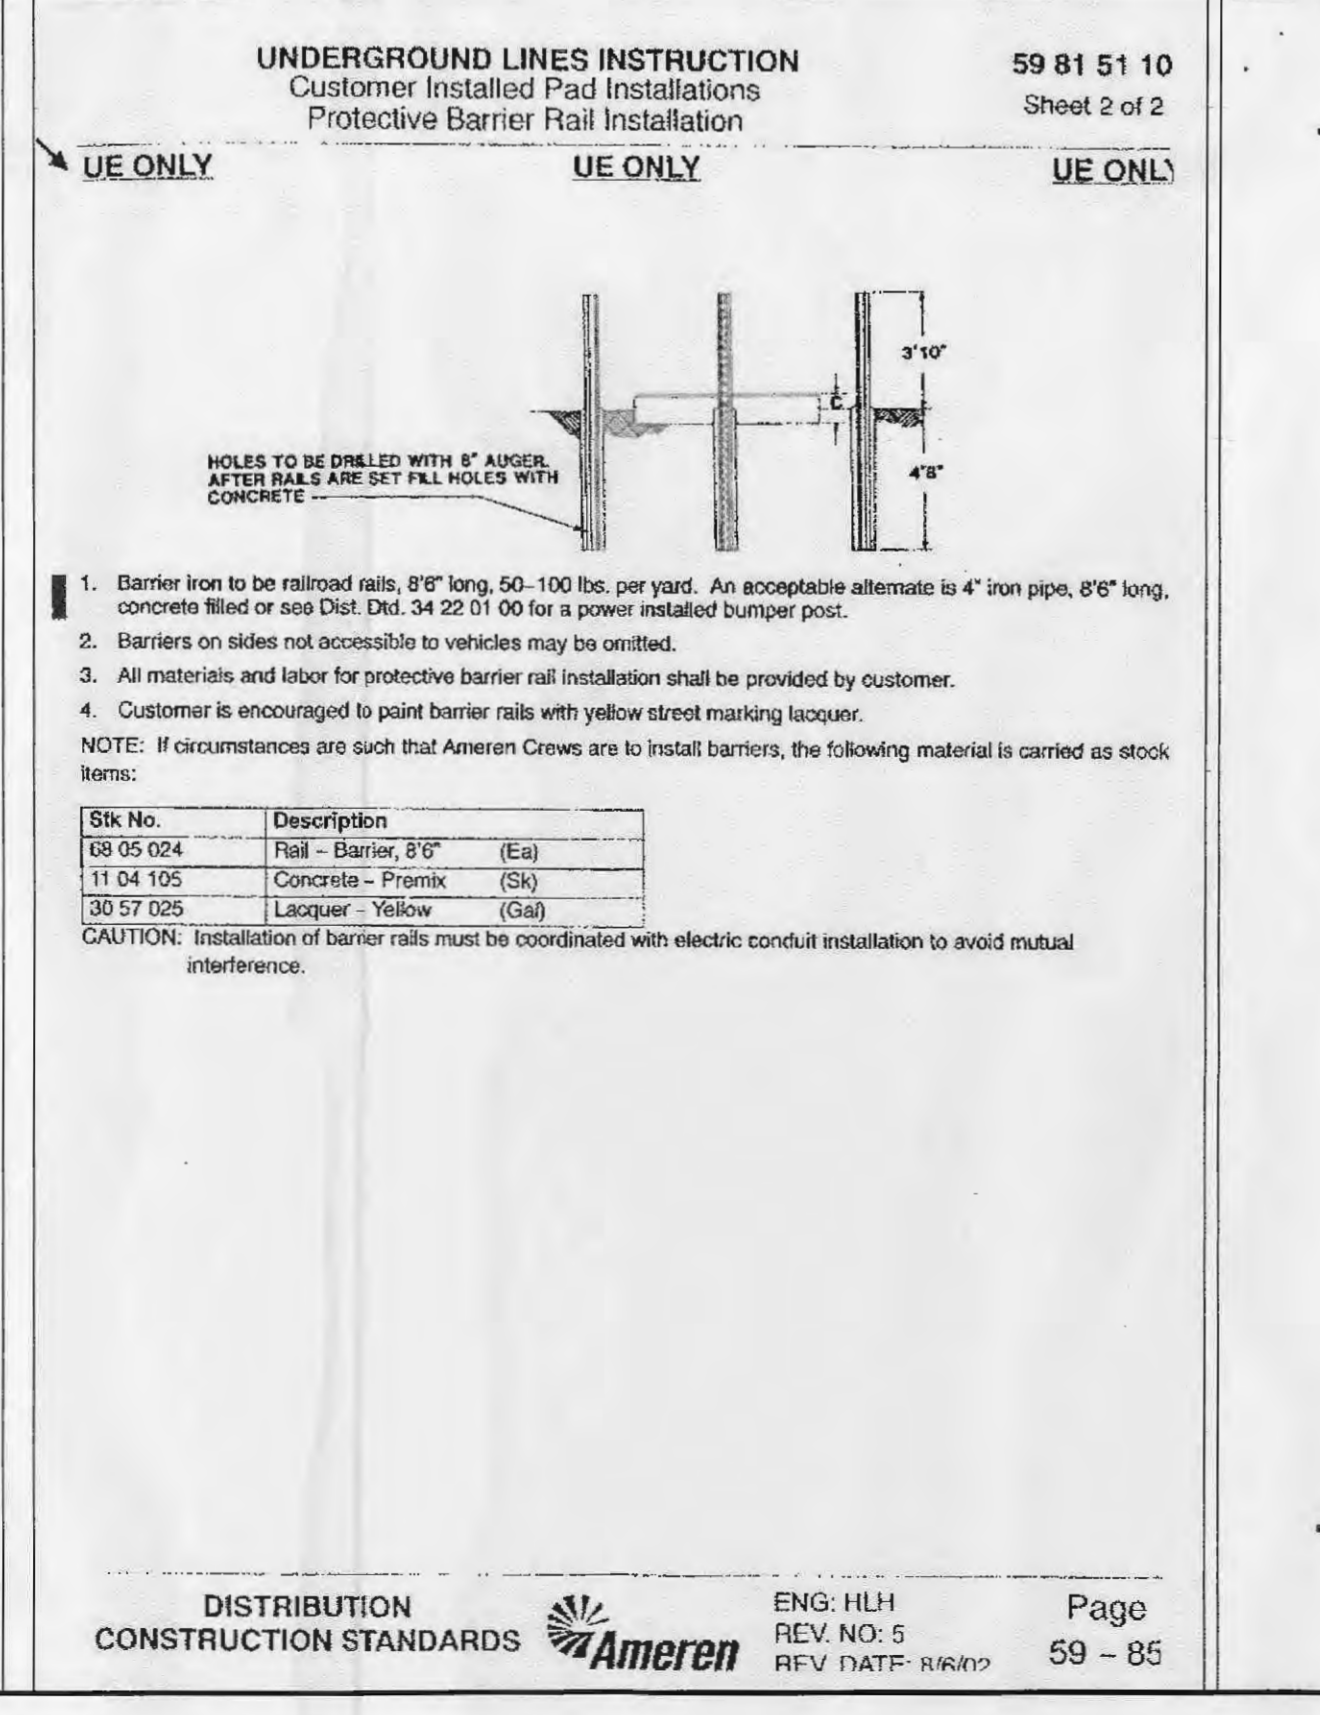 UNDERGROUND LINES INSTRUCTION
59 81 51 10
Customer Installed Pad Installations
Sheet 2 of 2
Protective Barrier Rail Installation
UE ONLY
UE ONLY
UE ONLY
3'10"
C
HOLES TO BE DRILLED WITH 8" AUGER.
AFTER RAILS ARE SET FILL HOLES WITH
CONCRETE
4'8"
1. Barrier iron to be railroad rails, 8'6" long, 50–100 lbs. per yard. An acceptable alternate is 4" iron pipe, 8'6" long,
concrete filled or see Dist. Dtd. 34 22 01 00 for a power installed bumper post.
2. Barriers on sides not accessible to vehicles may be omitted.
3. All materials and labor for protective barrier rail installation shall be provided by customer.
4. Customer is encouraged to paint barrier rails with yellow street marking lacquer.
NOTE: If circumstances are such that Ameren Crews are to install barriers, the following material is carried as stock
items:
Stk No. Description
68 05 024 Rail – Barrier, 8'6" (Ea)
11 04 105 Concrete – Premix (Sk)
30 57 025 Lacquer – Yellow (Gal)
CAUTION: Installation of barrier rails must be coordinated with electric conduit installation to avoid mutual
interference.
DISTRIBUTION
CONSTRUCTION STANDARDS
Ameren
ENG: HLH
REV. NO: 5
REV DATE: 8/6/02
Page
59 – 85